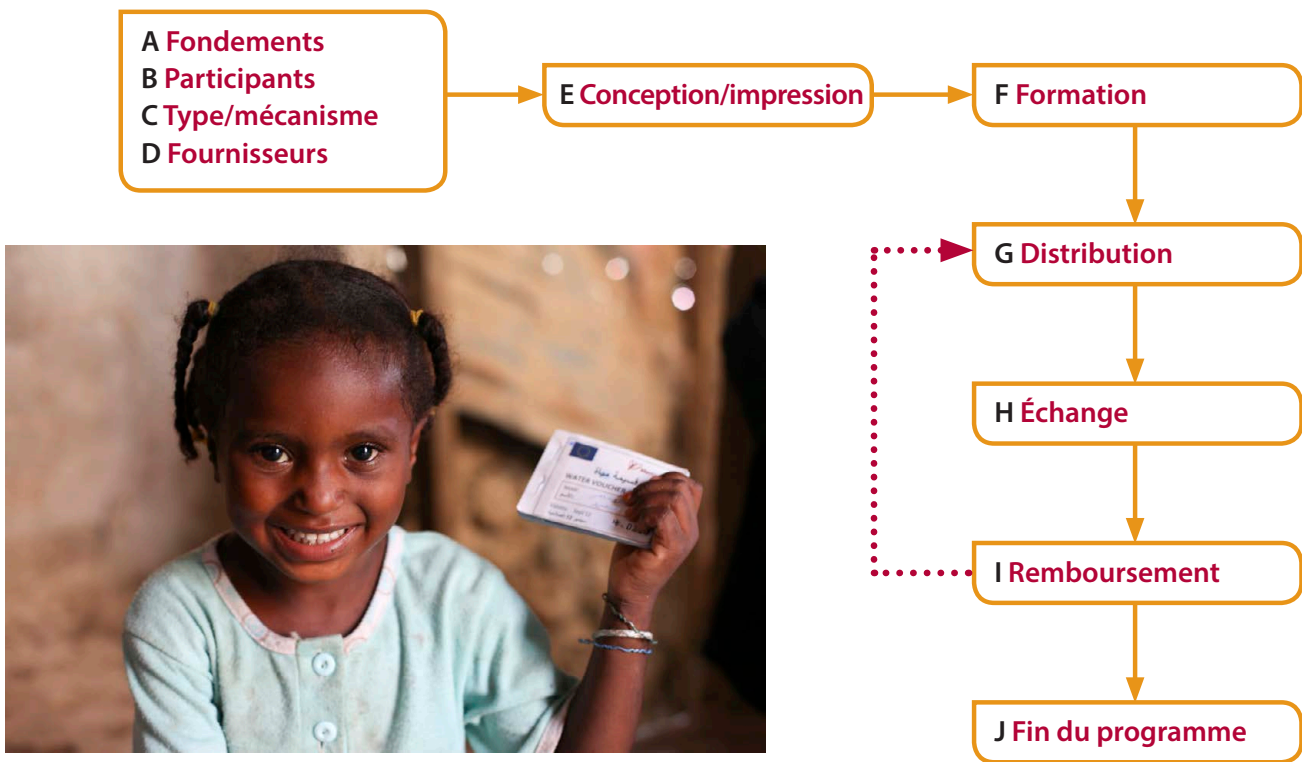 A Fondements
B Participants
C Type/mécanisme
D Fournisseurs
E Conception/impression
F Formation
G Distribution
H Échange
I Remboursement
J Fin du programme
WATER VOUCHER